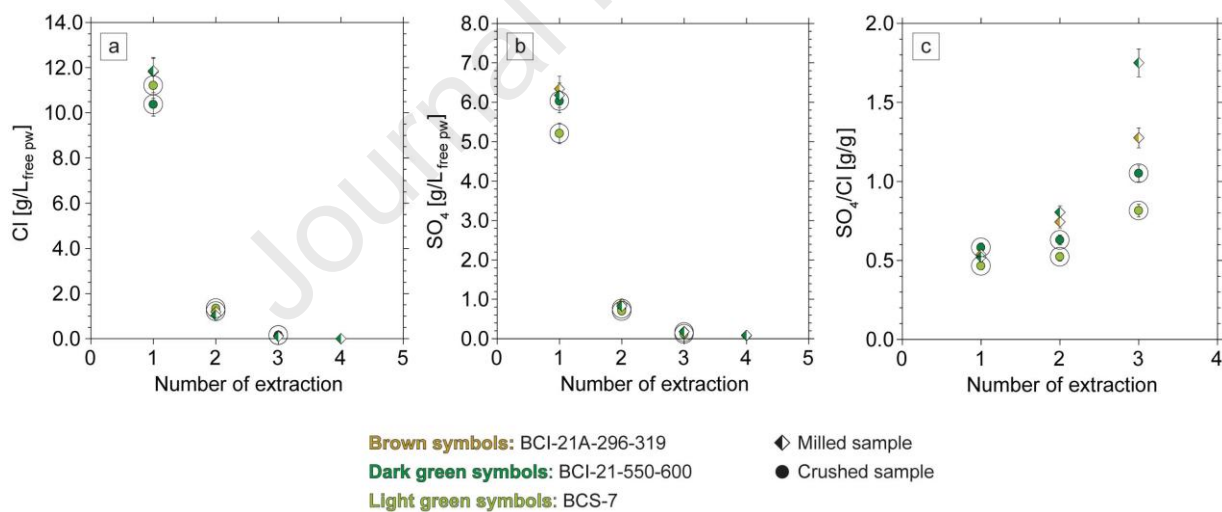 Journal
a
14.0
12.0
10.0
8.0
6.0
4.0
2.0
0.0
Cl [g/L free pw]
0 1 2 3 4 5
Number of extraction
b
8.0
7.0
6.0
5.0
4.0
3.0
2.0
1.0
0.0
SO4 [g/L free pw]
0 1 2 3 4 5
Number of extraction
c
2.0
1.5
1.0
0.5
0.0
SO4/Cl [g/g]
0 1 2 3 4
Number of extraction
Brown symbols: BCI-21A-296-319
Dark green symbols: BCI-21-550-600
Light green symbols: BCS-7
Milled sample
Crushed sample